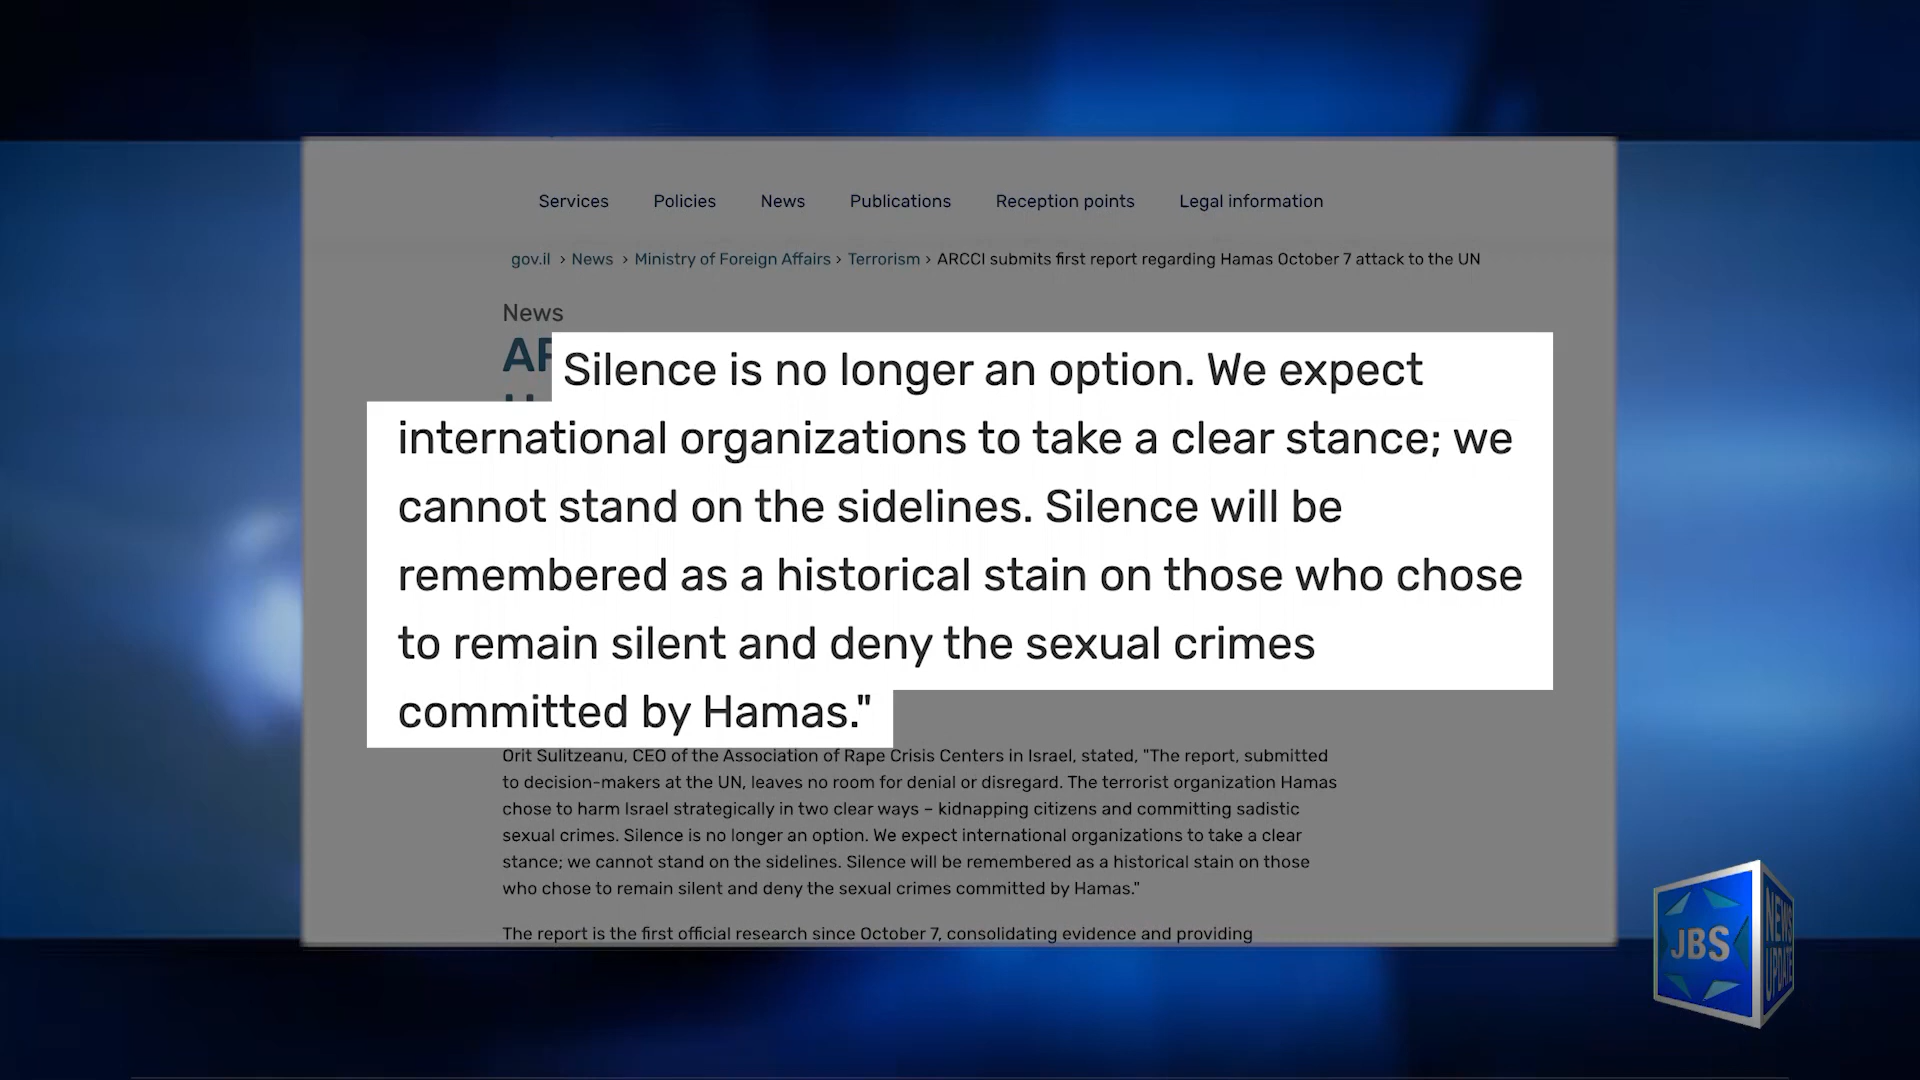 Services Policies News Publications Reception points Legal information
gov.il > News > Ministry of Foreign Affairs > Terrorism > ARCCI submits first report regarding Hamas October 7 attack to the UN
News
Silence is no longer an option. We expect
international organizations to take a clear stance; we
cannot stand on the sidelines. Silence will be
remembered as a historical stain on those who chose
to remain silent and deny the sexual crimes
committed by Hamas."
Orit Sulitzeanu, CEO of the Association of Rape Crisis Centers in Israel, stated, "The report, submitted
to decision-makers at the UN, leaves no room for denial or disregard. The terrorist organization Hamas
chose to harm Israel strategically in two clear ways – kidnapping citizens and committing sadistic
sexual crimes. Silence is no longer an option. We expect international organizations to take a clear
stance; we cannot stand on the sidelines. Silence will be remembered as a historical stain on those
who chose to remain silent and deny the sexual crimes committed by Hamas."
The report is the first official research since October 7, consolidating evidence and providing
JBS
NEWS
UPDATE